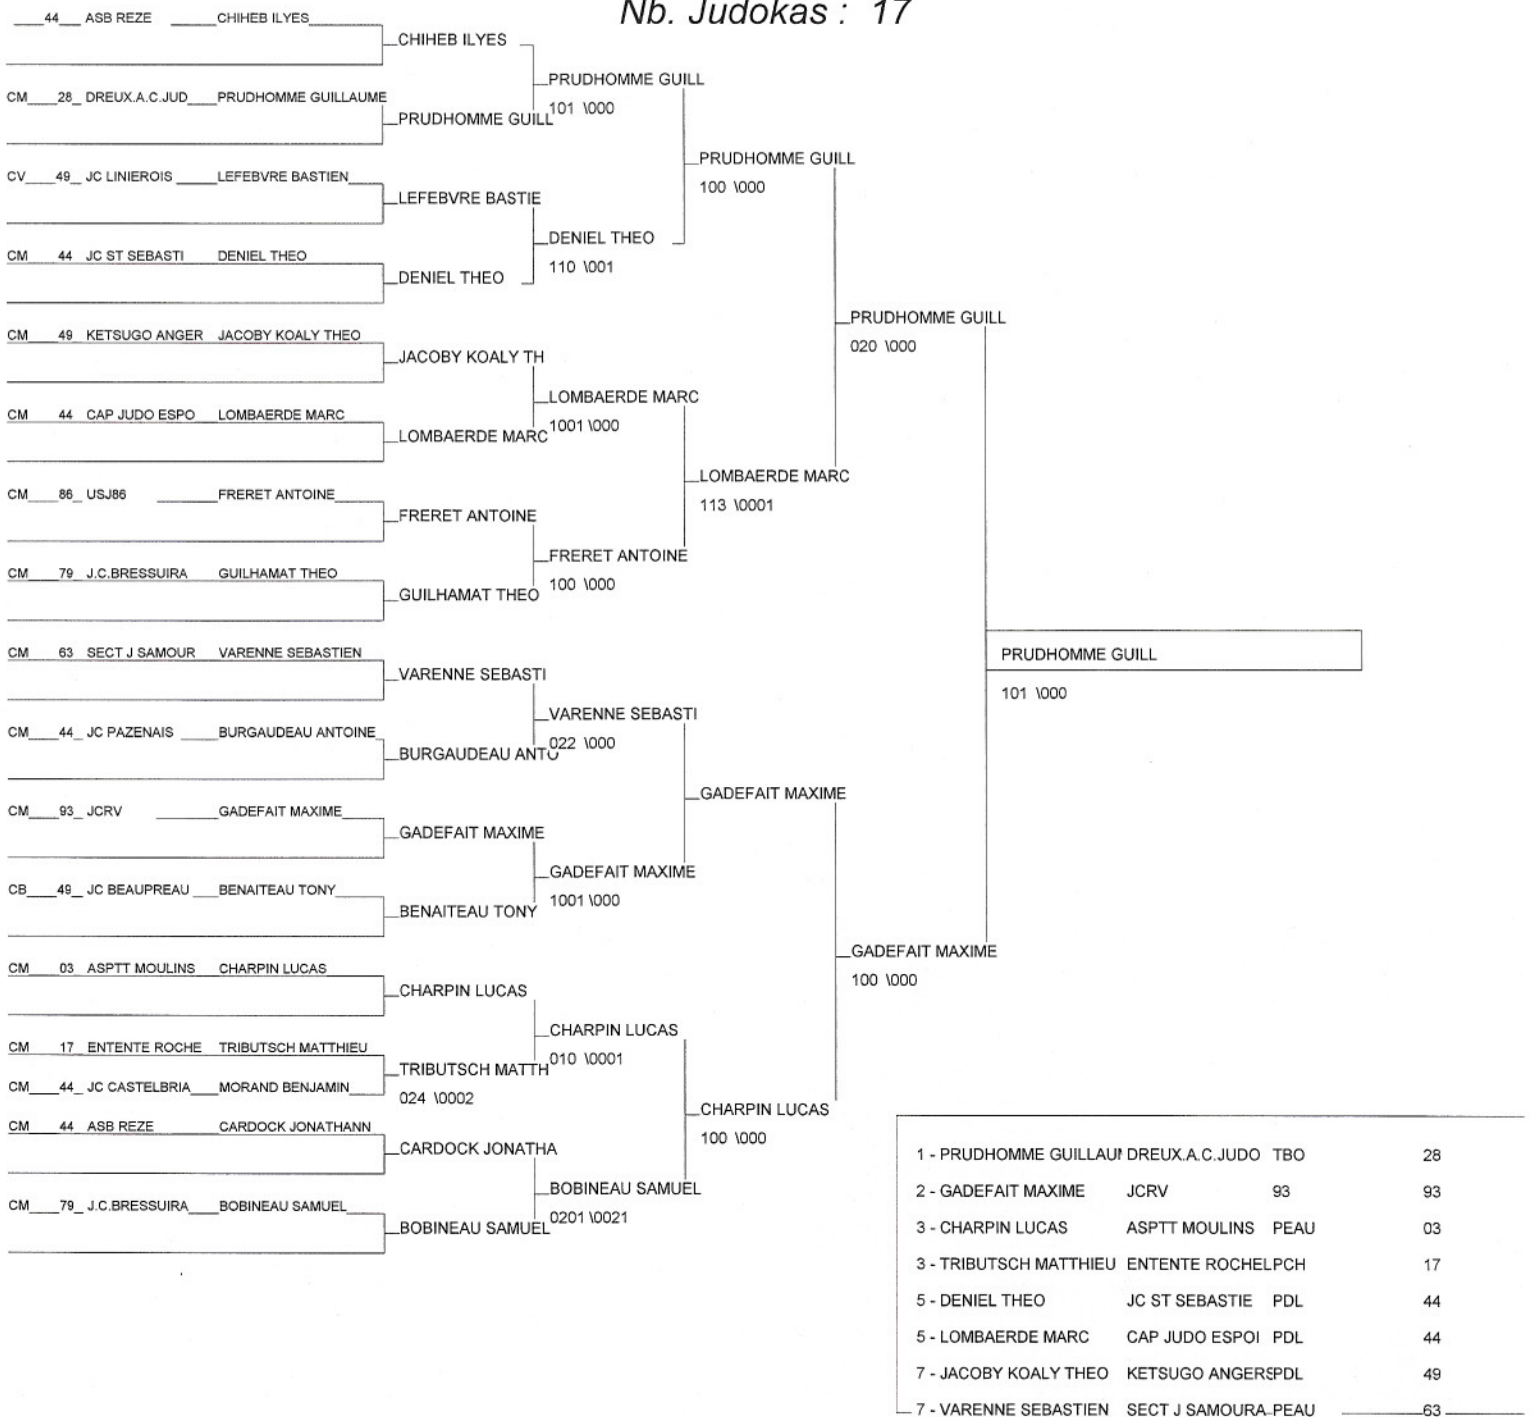 Nb. Judokas : 17
44 ASB REZE CHIHEB ILYES
CM 28 DREUX.A.C.JUD PRUDHOMME GUILLAUME
CV 49 JC LINIEROIS LEFEBVRE BASTIEN
CM 44 JC ST SEBASTI DENIEL THEO
CM 49 KETSUGO ANGER JACOBY KOALY THEO
CM 44 CAP JUDO ESPO LOMBAERDE MARC
CM 86 USJ86 FRERET ANTOINE
CM 79 J.C.BRESSUIRA GUILHAMAT THEO
CM 63 SECT J SAMOUR VARENNE SEBASTIEN
CM 44 JC PAZENAIS BURGAUDEAU ANTOINE
CM 93 JCRV GADEFAIT MAXIME
CB 49 JC BEAUPREAU BENAITEAU TONY
CM 03 ASPTT MOULINS CHARPIN LUCAS
CM 17 ENTENTE ROCHE TRIBUTSCH MATTHIEU
CM 44 JC CASTELBRIA MORAND BENJAMIN
CM 44 ASB REZE CARDOCK JONATHANN
CM 79 J.C.BRESSUIRA BOBINEAU SAMUEL
CHIHEB ILYES
PRUDHOMME GUILL
LEFEBVRE BASTIE
DENIEL THEO
JACOBY KOALY TH
LOMBAERDE MARC
FRERET ANTOINE
GUILHAMAT THEO
VARENNE SEBASTI
BURGAUDEAU ANTO
GADEFAIT MAXIME
BENAITEAU TONY
CHARPIN LUCAS
TRIBUTSCH MATTH
024 \0002
CARDOCK JONATHA
BOBINEAU SAMUEL
PRUDHOMME GUILL
101 \000
DENIEL THEO
110 \001
LOMBAERDE MARC
1001 \000
FRERET ANTOINE
100 \000
VARENNE SEBASTI
022 \000
GADEFAIT MAXIME
1001 \000
CHARPIN LUCAS
010 \0001
BOBINEAU SAMUEL
0201 \0021
PRUDHOMME GUILL
100 \000
LOMBAERDE MARC
113 \0001
GADEFAIT MAXIME
CHARPIN LUCAS
100 \000
PRUDHOMME GUILL
020 \000
GADEFAIT MAXIME
100 \000
PRUDHOMME GUILL
101 \000
1 - PRUDHOMME GUILLAU DREUX.A.C.JUDO TBO 28
2 - GADEFAIT MAXIME JCRV 93 93
3 - CHARPIN LUCAS ASPTT MOULINS PEAU 03
3 - TRIBUTSCH MATTHIEU ENTENTE ROCHEL PCH 17
5 - DENIEL THEO JC ST SEBASTIE PDL 44
5 - LOMBAERDE MARC CAP JUDO ESPOI PDL 44
7 - JACOBY KOALY THEO KETSUGO ANGERS PDL 49
7 - VARENNE SEBASTIEN SECT J SAMOURA PEAU 63